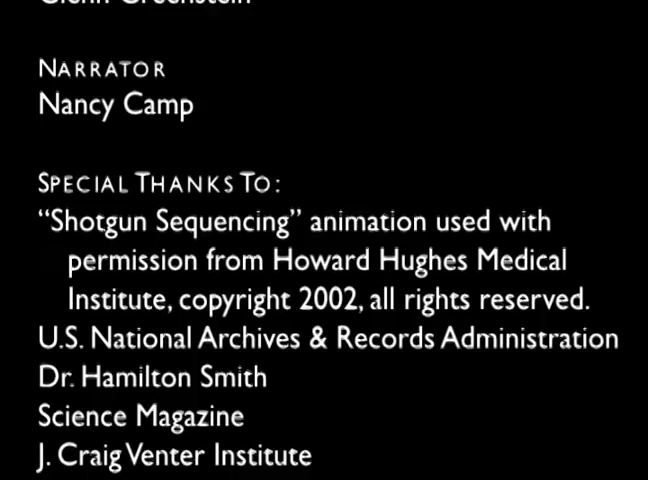 NARRATOR
Nancy Camp
SPECIAL THANKS TO:
“Shotgun Sequencing” animation used with
permission from Howard Hughes Medical
Institute, copyright 2002, all rights reserved.
U.S. National Archives & Records Administration
Dr. Hamilton Smith
Science Magazine
J. Craig Venter Institute